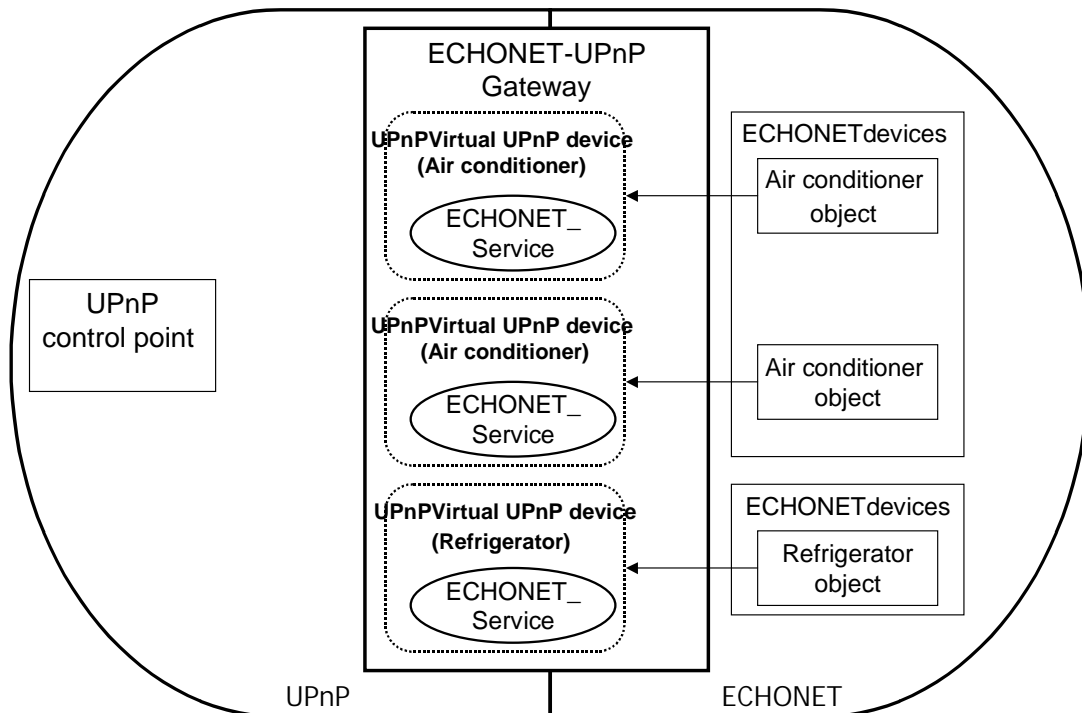 ECHONET-UPnP
Gateway
UPnPVirtual UPnP device
(Air conditioner)
ECHONET_
Service
UPnPVirtual UPnP device
(Air conditioner)
ECHONET_
Service
UPnPVirtual UPnP device
(Refrigerator)
ECHONET_
Service
ECHONETdevices
Air conditioner
object
Air conditioner
object
ECHONETdevices
Refrigerator
object
UPnP
control point
UPnP
ECHONET